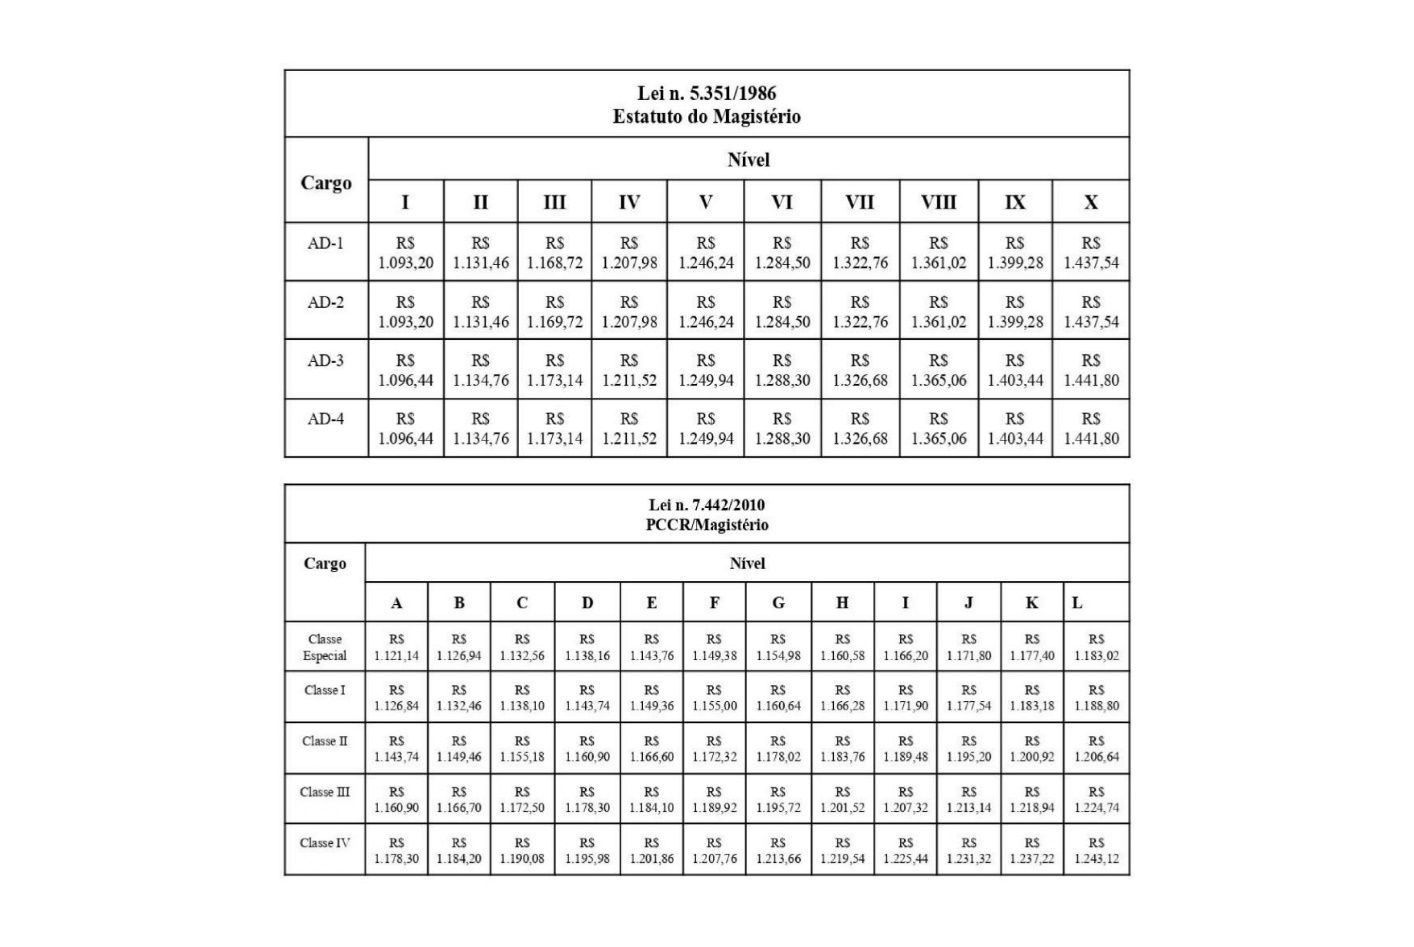 Lei n. 5.351/1986
Estatuto do Magistério
Cargo
Nível
I II III IV V VI VII VIII IX X
AD-1 R$ R$ R$ R$ R$ R$ R$ R$ R$ R$
1.093,20 1.131,46 1.168,72 1.207,98 1.246,24 1.284,50 1.322,76 1.361,02 1.399,28 1.437,54
AD-2 R$ R$ R$ R$ R$ R$ R$ R$ R$ R$
1.093,20 1.131,46 1.169,72 1.207,98 1.246,24 1.284,50 1.322,76 1.361,02 1.399,28 1.437,54
AD-3 R$ R$ R$ R$ R$ R$ R$ R$ R$ R$
1.096,44 1.134,76 1.173,14 1.211,52 1.249,94 1.288,30 1.326,68 1.365,06 1.403,44 1.441,80
AD-4 R$ R$ R$ R$ R$ R$ R$ R$ R$ R$
1.096,44 1.134,76 1.173,14 1.211,52 1.249,94 1.288,30 1.326,68 1.365,06 1.403,44 1.441,80
Lei n. 7.442/2010
PCCR/Magistério
Cargo Nível
A B C D E F G H I J K L
Classe R$ R$ R$ R$ R$ R$ R$ R$ R$ R$ R$ R$
Especial 1.121,14 1.126,94 1.132,56 1.138,16 1.143,76 1.149,38 1.154,98 1.160,58 1.166,20 1.171,80 1.177,40 1.183,02
Classe I R$ R$ R$ R$ R$ R$ R$ R$ R$ R$ R$ R$
1.126,84 1.132,46 1.138,10 1.143,74 1.149,36 1.155,00 1.160,64 1.166,28 1.171,90 1.177,54 1.183,18 1.188,80
Classe II R$ R$ R$ R$ R$ R$ R$ R$ R$ R$ R$ R$
1.143,74 1.149,46 1.155,18 1.160,90 1.166,60 1.172,32 1.178,02 1.183,76 1.189,48 1.195,20 1.200,92 1.206,64
Classe III R$ R$ R$ R$ R$ R$ R$ R$ R$ R$ R$ R$
1.160,90 1.166,70 1.172,50 1.178,30 1.184,10 1.189,92 1.195,72 1.201,52 1.207,32 1.213,14 1.218,94 1.224,74
Classe IV R$ R$ R$ R$ R$ R$ R$ R$ R$ R$ R$ R$
1.178,30 1.184,20 1.190,08 1.195,98 1.201,86 1.207,76 1.213,66 1.219,54 1.225,44 1.231,32 1.237,22 1.243,12